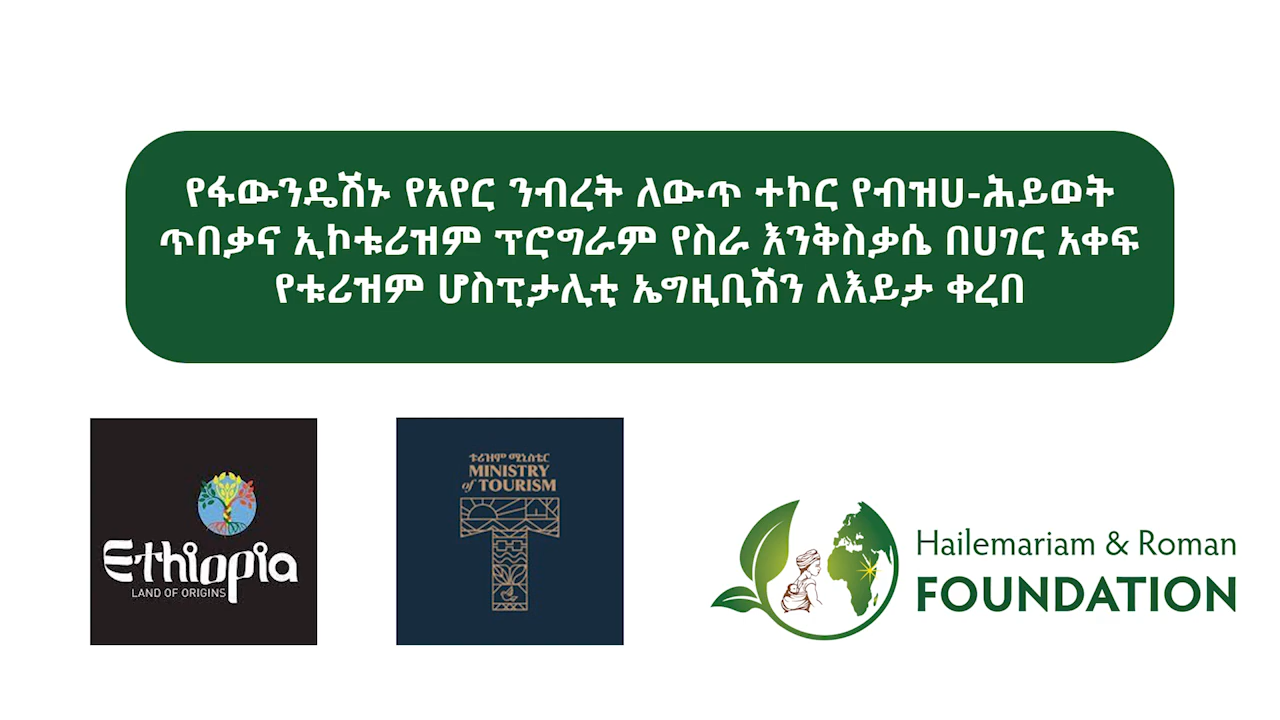 የፋውንዴሽኑ የአየር ንብረት ለውጥ ተኮር የብዝሀ-ሕይወት
ጥበቃና ኢኮቱሪዝም ፕሮግራም የስራ እንቅስቃሴ በሀገር አቀፍ
የቱሪዝም ሆስፒታሊቲ ኤግዚቢሽን ለእይታ ቀረበ
Ethiopia
LAND OF ORIGINS
ቱሪዝም ሚኒስቴር
MINISTRY
of TOURISM
Hailemariam & Roman
FOUNDATION